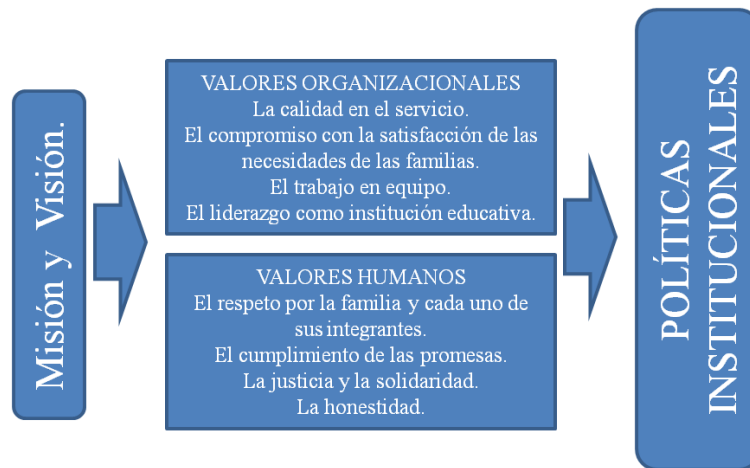 Misión y Visión.
VALORES ORGANIZACIONALES
La calidad en el servicio.
El compromiso con la satisfacción de las
necesidades de las familias.
El trabajo en equipo.
El liderazgo como institución educativa.
VALORES HUMANOS
El respeto por la familia y cada uno de
sus integrantes.
El cumplimiento de las promesas.
La justicia y la solidaridad.
La honestidad.
POLÍTICAS
INSTITUCIONALES